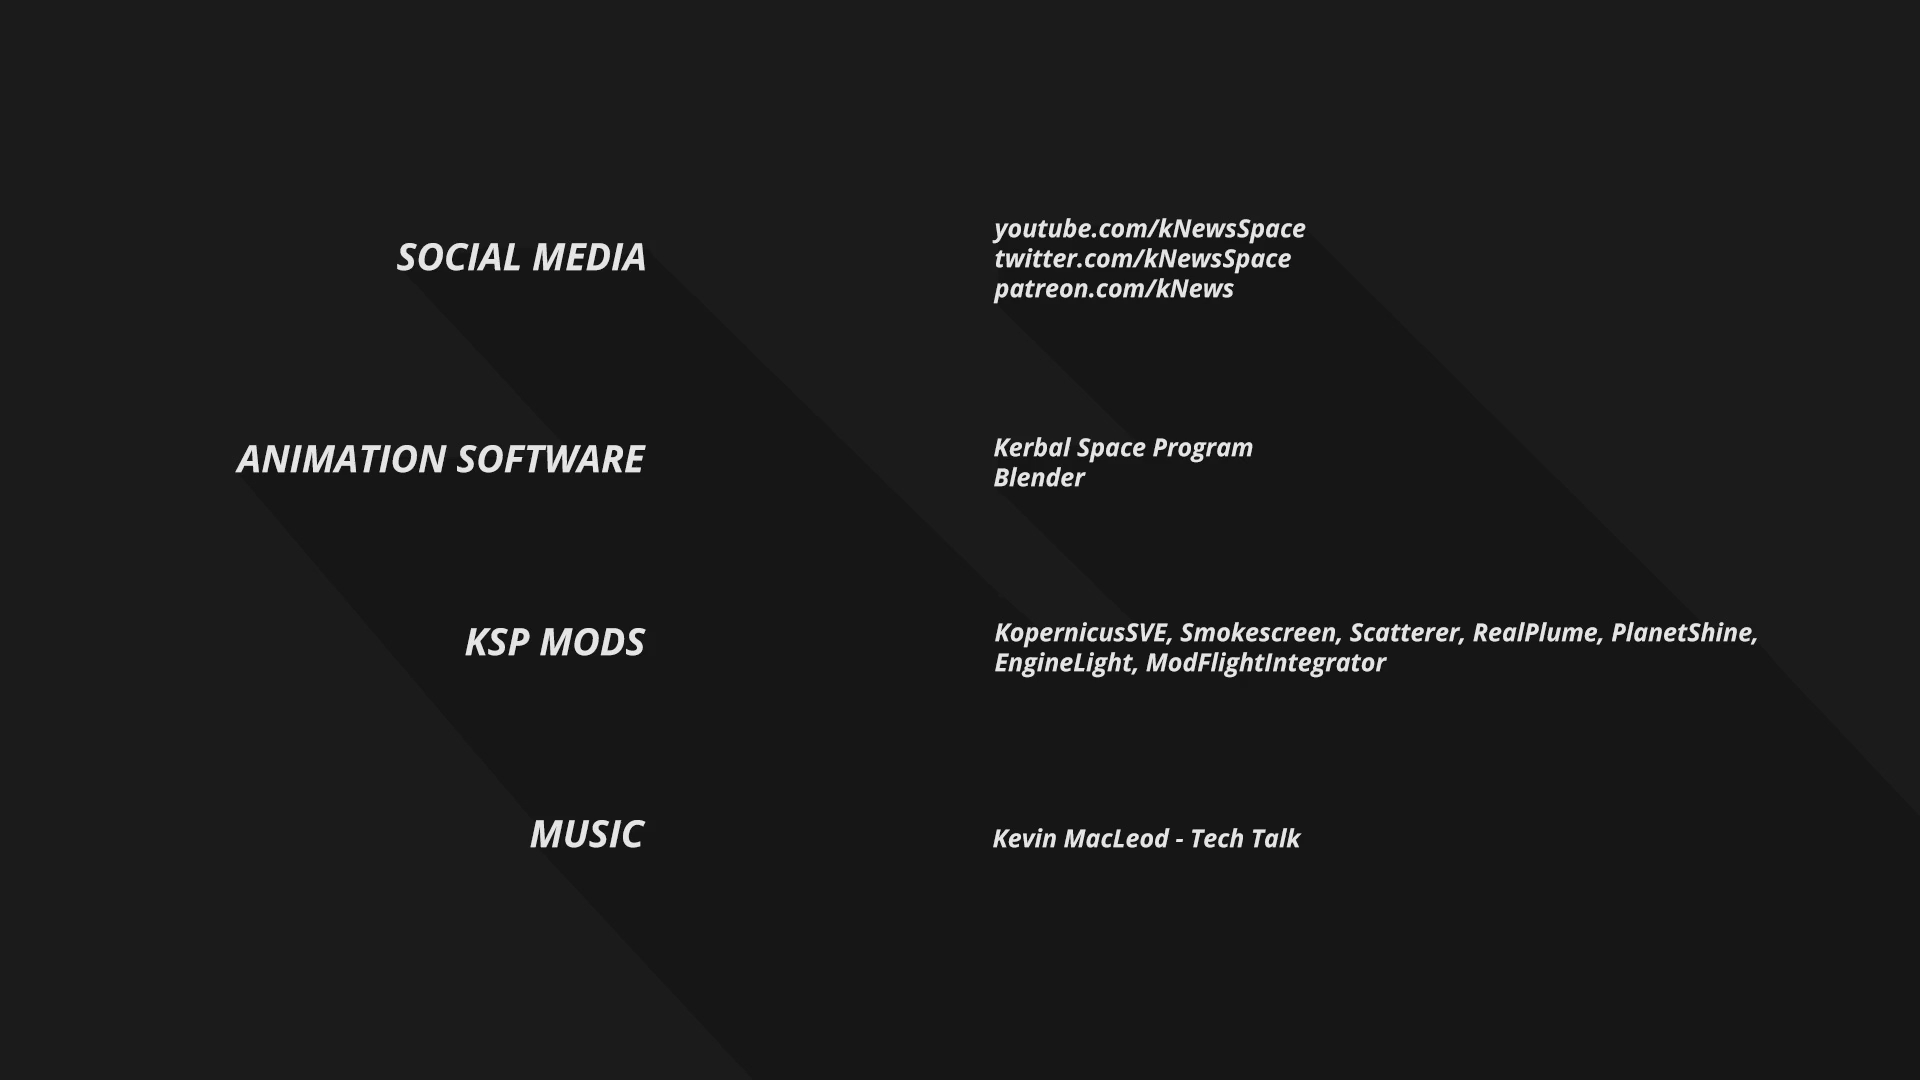 SOCIAL MEDIA
youtube.com/kNewsSpace
twitter.com/kNewsSpace
patreon.com/kNews
ANIMATION SOFTWARE
Kerbal Space Program
Blender
KSP MODS
KopernicusSVE, Smokescreen, Scatterer, RealPlume, PlanetShine,
EngineLight, ModFlightIntegrator
MUSIC
Kevin MacLeod - Tech Talk